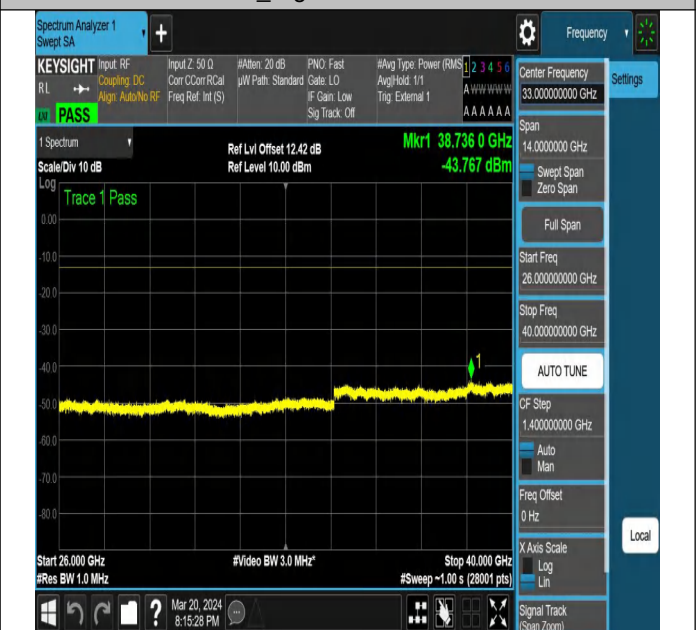 Spectrum Analyzer 1
Swept SA
Frequency
KEYSIGHT
RL
LXI
PASS
Input: RF
Coupling: DC
Align: Auto/No RF
Input Z: 50 Ω
Corr CCorr RCal
Freq Ref: Int (S)
#Atten: 20 dB
µW Path: Standard
PNO: Fast
Gate: LO
IF Gain: Low
Sig Track: Off
#Avg Type: Power (RMS
Avg|Hold: 1/1
Trig: External 1
1 2 3 4 5 6
A W W W W W
A A A A A A
Center Frequency
33.000000000 GHz
Settings
1 Spectrum
Scale/Div 10 dB
Ref Lvl Offset 12.42 dB
Ref Level 10.00 dBm
Mkr1 38.736 0 GHz
-43.767 dBm
Log
Trace 1 Pass
0.00
-10.0
-20.0
-30.0
-40.0
-50.0
-60.0
-70.0
-80.0
1
Start 26.000 GHz
#Res BW 1.0 MHz
#Video BW 3.0 MHz*
Stop 40.000 GHz
#Sweep ~1.00 s (28001 pts)
Span
14.0000000 GHz
Swept Span
Zero Span
Full Span
Start Freq
26.000000000 GHz
Stop Freq
40.000000000 GHz
AUTO TUNE
CF Step
1.400000000 GHz
Auto
Man
Freq Offset
0 Hz
X Axis Scale
Log
Lin
Local
Signal Track
(Span Zoom)
?
Mar 20, 2024
8:15:28 PM